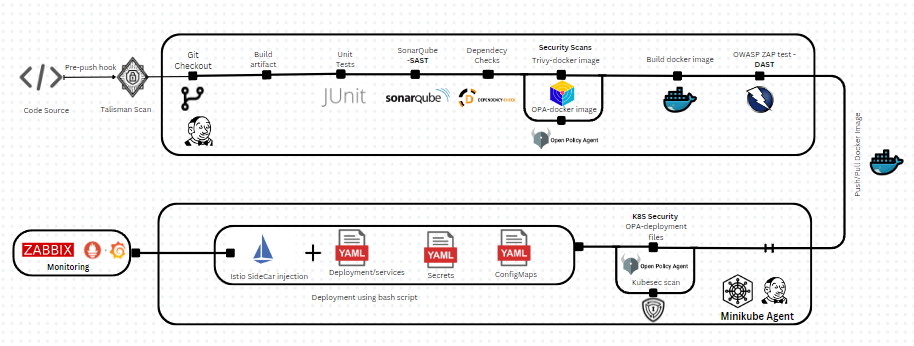 Pre-push hook
Code Source
Talisman Scan
Git
Checkout
Build
artifact
Unit
Tests
JUnit
SonarQube
-SAST
sonarqube
Dependecy
Checks
DEPENDENCY-CHECK
Security Scans
Trivy-docker image
OPA-docker image
Open Policy Agent
Build docker image
OWASP ZAP test -
DAST
Push/Pull Docker Image
K8S Security
OPA-deployment
files
Open Policy Agent
Kubesec scan
Minikube Agent
YAML
YAML
YAML
Istio SideCar injection
+
Deployment/services
Secrets
ConfigMaps
Deployment using bash script
ZABBIX
Monitoring